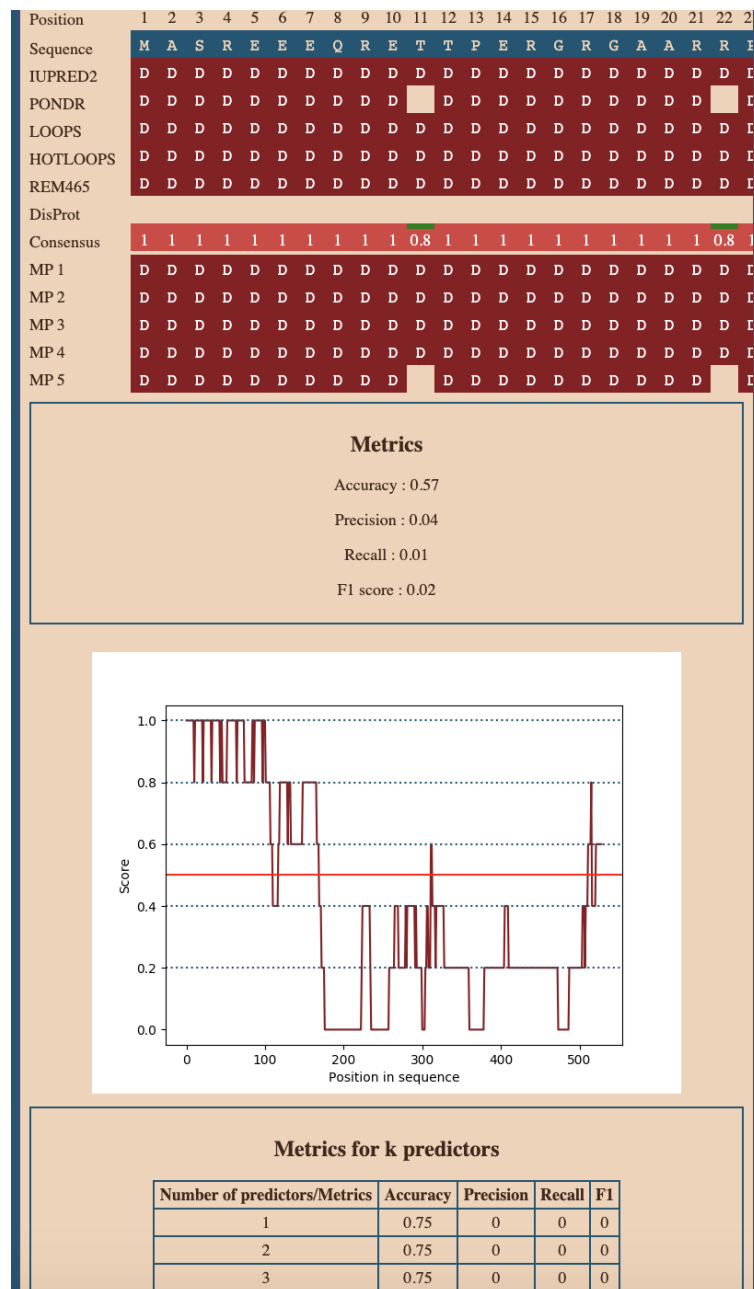 Position 1 2 3 4 5 6 7 8 9 10 11 12 13 14 15 16 17 18 19 20 21 22 2
Sequence M A S R E E E Q R E T T P E R G R G A A R R
IUPRED2 D D D D D D D D D D D D D D D D D D D D D D
PONDR D D D D D D D D D D D D D D D D D D D D
LOOPS D D D D D D D D D D D D D D D D D D D D D D
HOTLOOPS D D D D D D D D D D D D D D D D D D D D D D
REM465 D D D D D D D D D D D D D D D D D D D D D D
DisProt
Consensus 1 1 1 1 1 1 1 1 1 1 0.8 1 1 1 1 1 1 1 1 1 1 0.8 1
MP 1 D D D D D D D D D D D D D D D D D D D D D D
MP 2 D D D D D D D D D D D D D D D D D D D D D D
MP 3 D D D D D D D D D D D D D D D D D D D D D D
MP 4 D D D D D D D D D D D D D D D D D D D D D D
MP 5 D D D D D D D D D D D D D D D D D D D D
Metrics
Accuracy : 0.57
Precision : 0.04
Recall : 0.01
F1 score : 0.02
1.0
0.8
0.6
0.4
0.2
0.0
Score
0 100 200 300 400 500
Position in sequence
Metrics for k predictors
Number of predictors/Metrics Accuracy Precision Recall F1
1 0.75 0 0 0
2 0.75 0 0 0
3 0.75 0 0 0